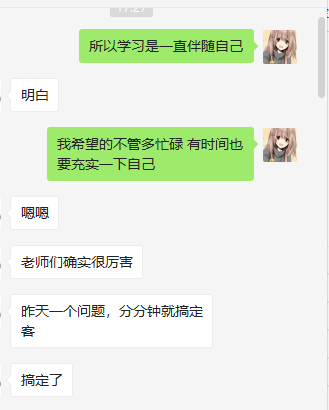 所以学习是一直伴随自己
明白
我希望的不管多忙碌 有时间也
要充实一下自己
嗯嗯
老师们确实很厉害
昨天一个问题，分分钟就搞定
客
搞定了